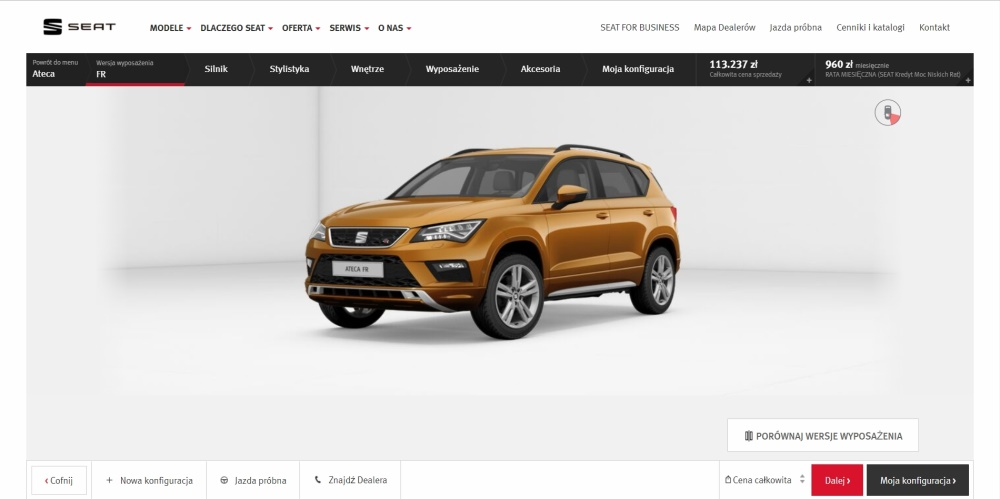 SEAT
MODELE DLACZEGO SEAT OFERTA SERWIS O NAS
SEAT FOR BUSINESS Mapa Dealerów Jazda próbna Cenniki i katalogi Kontakt
Powrót do menu
Ateca
Wersja wyposażenia
FR
Silnik Stylistyka Wnętrze Wyposażenie Akcesoria Moja konfiguracja
113.237 zł
Całkowita cena sprzedaży
+
960 zł miesięcznie
RATA MIESIĘCZNA (SEAT Kredyt Moc Niskich Rat)
+
ATECA FR
PORÓWNAJ WERSJE WYPOSAŻENIA
‹ Cofnij + Nowa konfiguracja Jazda próbna Znajdź Dealera Cena całkowita Dalej › Moja konfiguracja ›